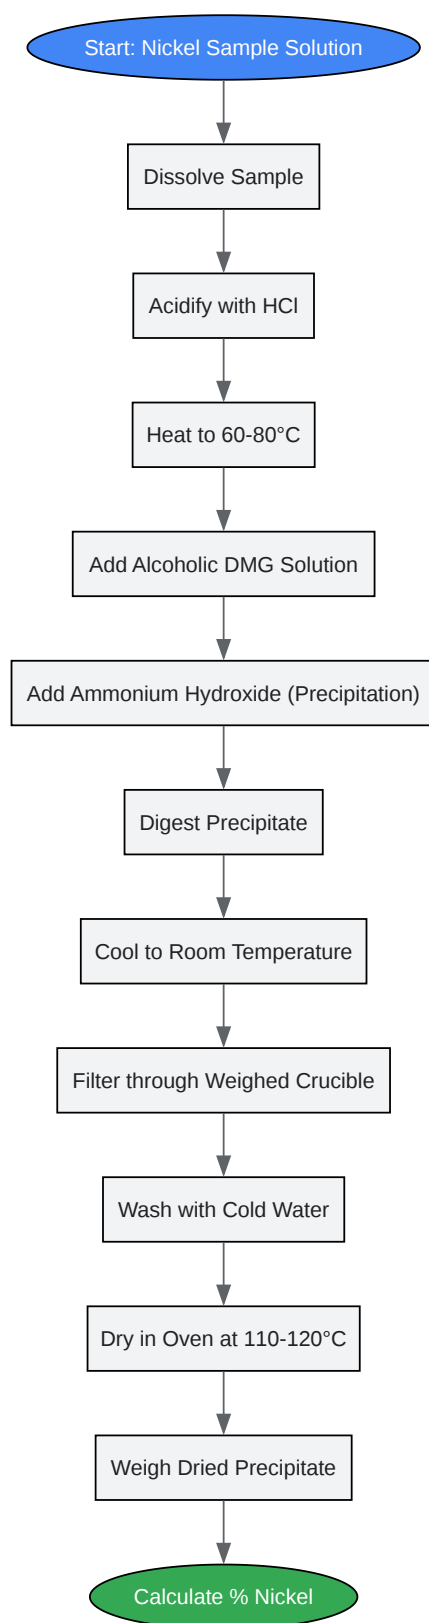 Start: Nickel Sample Solution
Dissolve Sample
Acidify with HCl
Heat to 60-80°C
Add Alcoholic DMG Solution
Add Ammonium Hydroxide (Precipitation)
Digest Precipitate
Cool to Room Temperature
Filter through Weighed Crucible
Wash with Cold Water
Dry in Oven at 110-120°C
Weigh Dried Precipitate
Calculate % Nickel